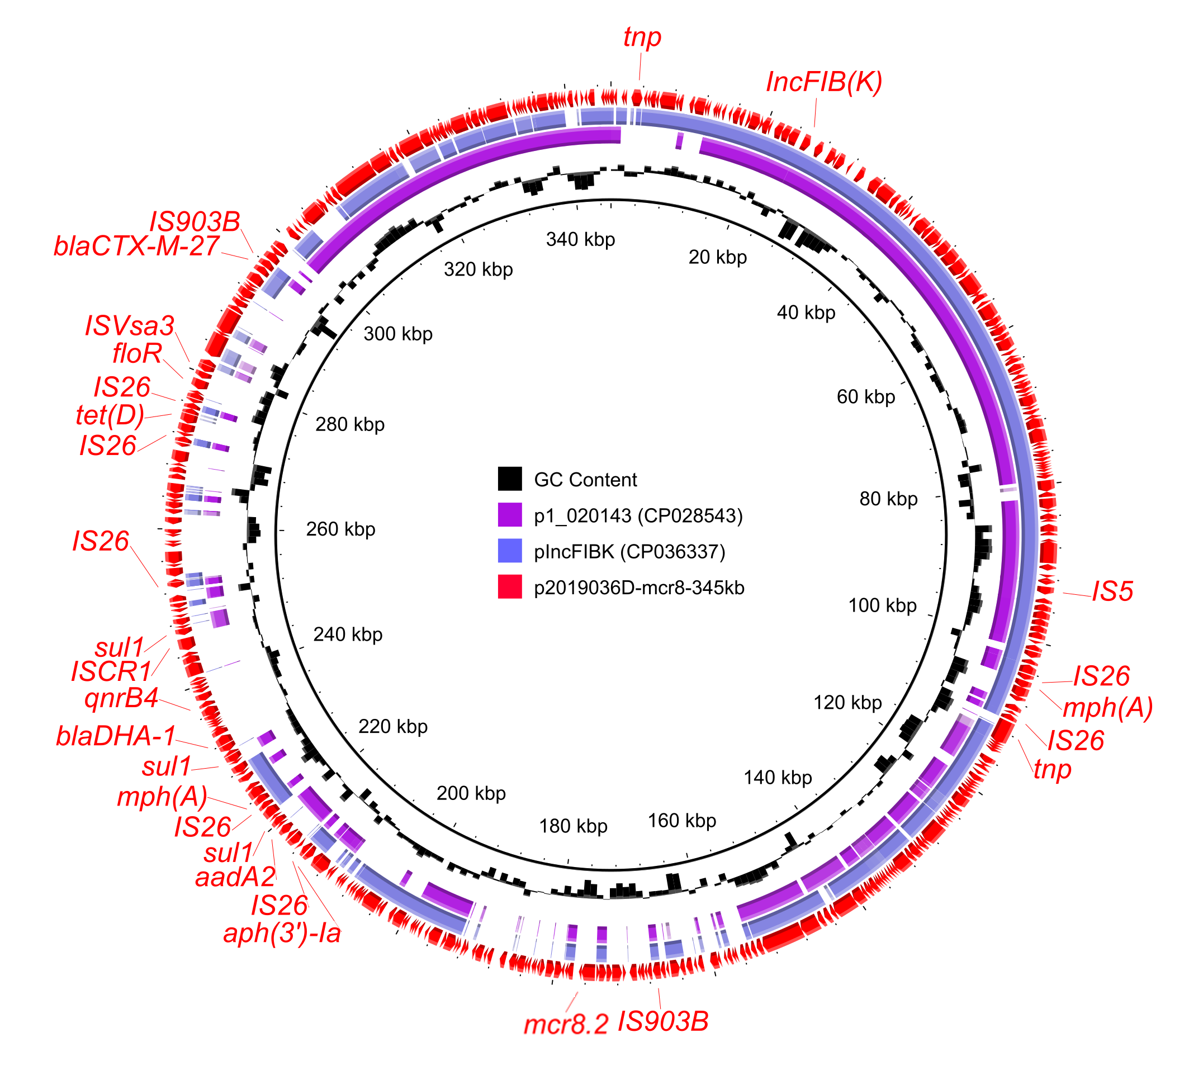 tnp
IncFIB(K)
IS903B
blaCTX-M-27
340 kbp
20 kbp
320 kbp
40 kbp
ISVsa3
300 kbp
floR
IS26
60 kbp
tet(D)
280 kbp
IS26
GC Content
80 kbp
p1_020143 (CP028543)
260 kbp
IS26
pIncFIBK (CP036337)
p2019036D-mcr8-345kb
IS5
100 kbp
240 kbp
sul1
ISCR1
IS26
qnrB4
120 kbp
mph(A)
220 kbp
blaDHA-1
IS26
sul1
tnp
140 kbp
mph(A)
200 kbp
IS26
180 kbp
160 kbp
sul1
aadA2
IS26
aph(3')-Ia
mcr8.2
IS903B